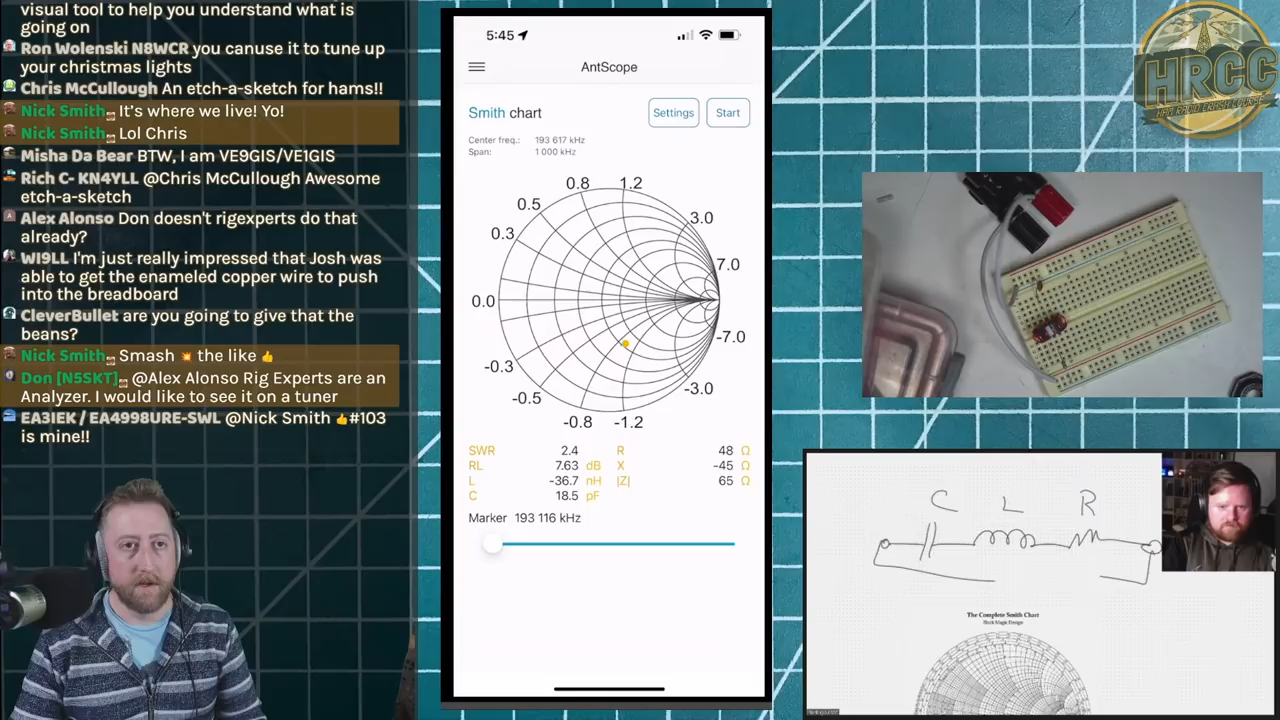 visual tool to help you understand what is
going on
Ron Wolenski N8WCR you canuse it to tune up
your christmas lights
Chris McCullough An etch-a-sketch for hams!!
Nick Smith It's where we live! Yo!
Nick Smith Lol Chris
Misha Da Bear BTW, I am VE9GIS/VE1GIS
Rich C- KN4YLL @Chris McCullough Awesome
etch-a-sketch
Alex Alonso Don doesn't rigexperts do that
already?
WI9LL I'm just really impressed that Josh was
able to get the enameled copper wire to push
into the breadboard
CleverBullet are you going to give that the
beans?
Nick Smith Smash 💥 the like 👍
Don [N5SKT] @Alex Alonso Rig Experts are an
Analyzer. I would like to see it on a tuner
EA3IEK / EA4998URE-SWL @Nick Smith 👍#103
is mine!!
5:45
AntScope
Smith chart
Settings
Start
Center freq.: 193 617 kHz
Span: 1 000 kHz
0.8 1.2
0.5
3.0
0.3
7.0
0.0
-7.0
-0.3
-3.0
-0.5
-0.8 -1.2
SWR 2.4 R 48 Ω
RL 7.63 dB X -45 Ω
L -36.7 nH |Z| 65 Ω
C 18.5 pF
Marker 193 116 kHz
HRCC
HAM RADIO CRASH COURSE
C L R
The Complete Smith Chart
Black Magic Design